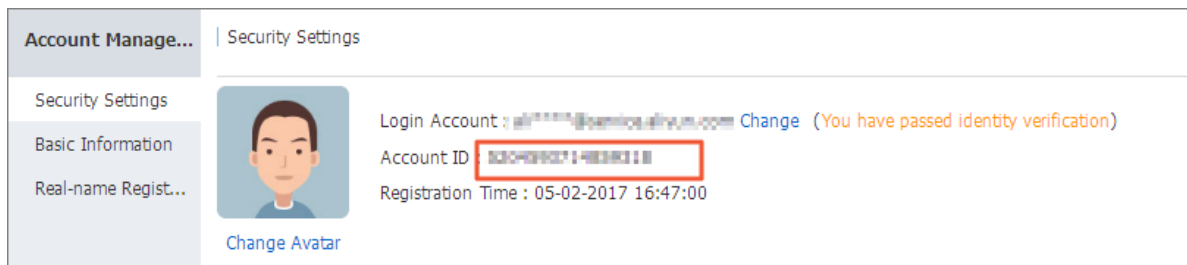 Account Manage...
Security Settings
Basic Information
Real-name Regist...
Security Settings
Login Account : Change (You have passed identity verification)
Account ID :
Registration Time : 05-02-2017 16:47:00
Change Avatar